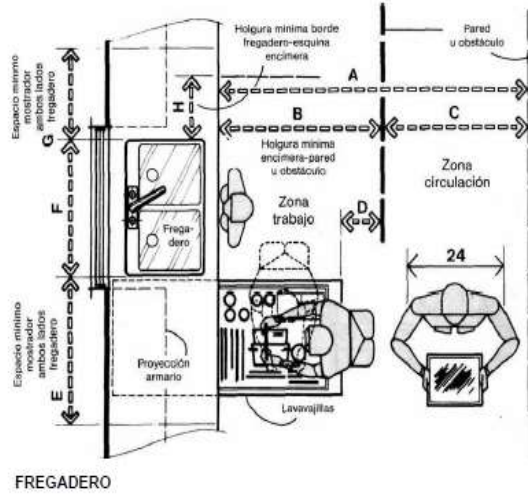 Espacio mínimo
mostrador
ambos lados
fregadero
G
H
Holgura mínima borde
fregadero-esquina
encimera
Pared
u obstáculo
A
B
C
Holgura mínima
encimera-pared
u obstáculo
Zona
circulación
Zona
trabajo
D
F
Frega-
dero
24
Espacio mínimo
mostrador
ambos lados
fregadero
E
Proyección
armario
Lavavajillas
FREGADERO